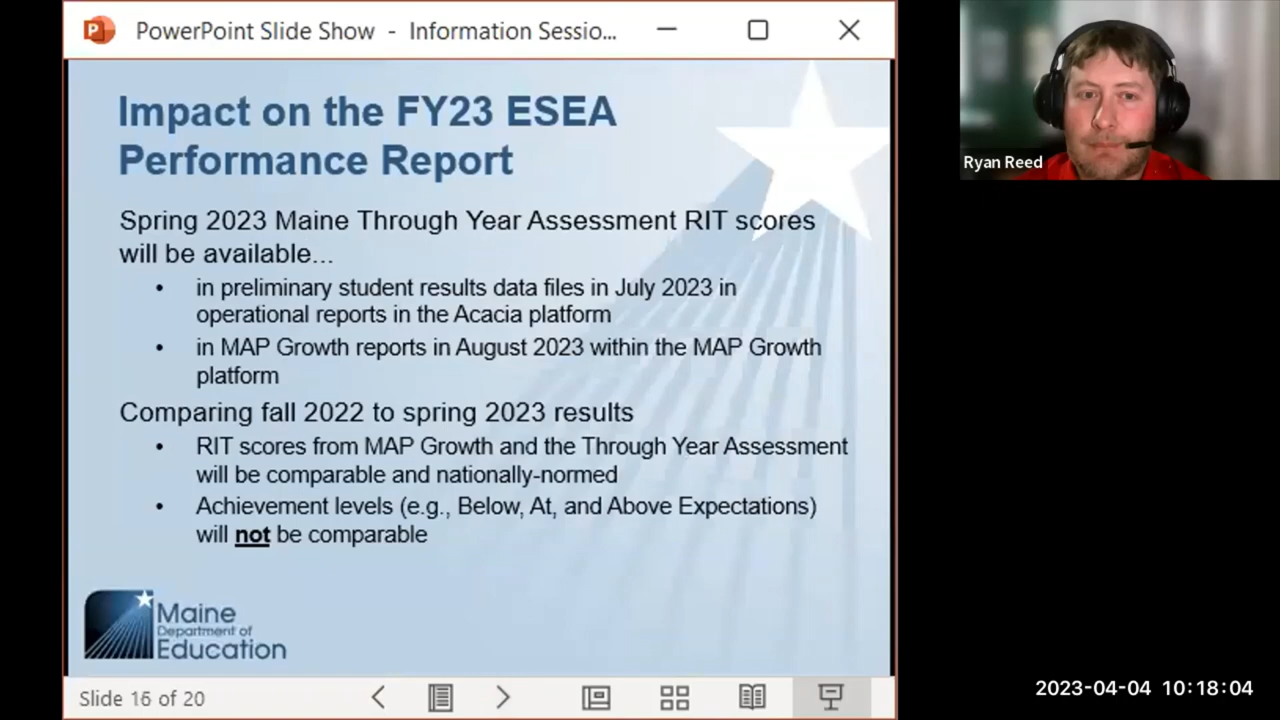 PowerPoint Slide Show - Information Sessio...
Impact on the FY23 ESEA
Performance Report
Spring 2023 Maine Through Year Assessment RIT scores
will be available...
• in preliminary student results data files in July 2023 in
operational reports in the Acacia platform
• in MAP Growth reports in August 2023 within the MAP Growth
platform
Comparing fall 2022 to spring 2023 results
• RIT scores from MAP Growth and the Through Year Assessment
will be comparable and nationally-normed
• Achievement levels (e.g., Below, At, and Above Expectations)
will not be comparable
Maine
Department of
Education
Slide 16 of 20
Ryan Reed
2023-04-04 10:18:04